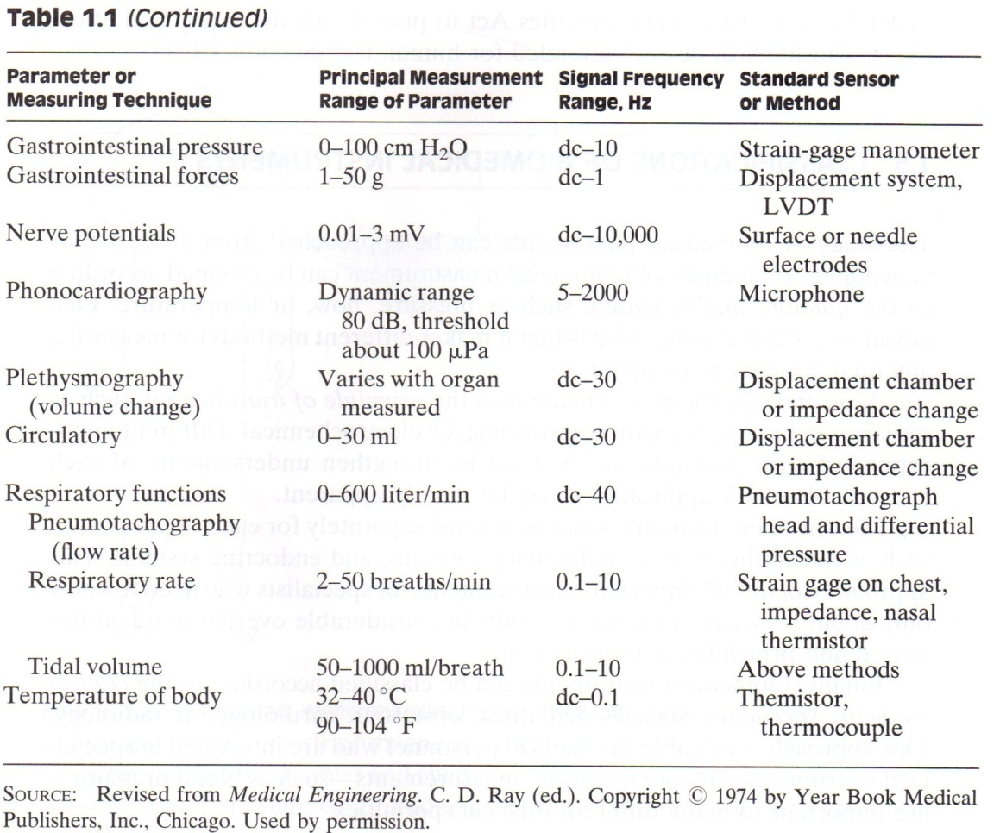 Table 1.1 (Continued)
Parameter or Principal Measurement Signal Frequency Standard Sensor
Measuring Technique Range of Parameter Range, Hz or Method
Gastrointestinal pressure 0–100 cm H₂O dc–10 Strain-gage manometer
Gastrointestinal forces 1–50 g dc–1 Displacement system,
LVDT
Nerve potentials 0.01–3 mV dc–10,000 Surface or needle
electrodes
Phonocardiography Dynamic range 5–2000 Microphone
80 dB, threshold
about 100 μPa
Plethysmography Varies with organ dc–30 Displacement chamber
(volume change) measured or impedance change
Circulatory 0–30 ml dc–30 Displacement chamber
or impedance change
Respiratory functions 0–600 liter/min dc–40 Pneumotachograph
Pneumotachography head and differential
(flow rate) pressure
Respiratory rate 2–50 breaths/min 0.1–10 Strain gage on chest,
impedance, nasal
thermistor
Tidal volume 50–1000 ml/breath 0.1–10 Above methods
Temperature of body 32–40 °C dc–0.1 Themistor,
90–104 °F thermocouple
SOURCE: Revised from Medical Engineering. C. D. Ray (ed.). Copyright © 1974 by Year Book Medical
Publishers, Inc., Chicago. Used by permission.